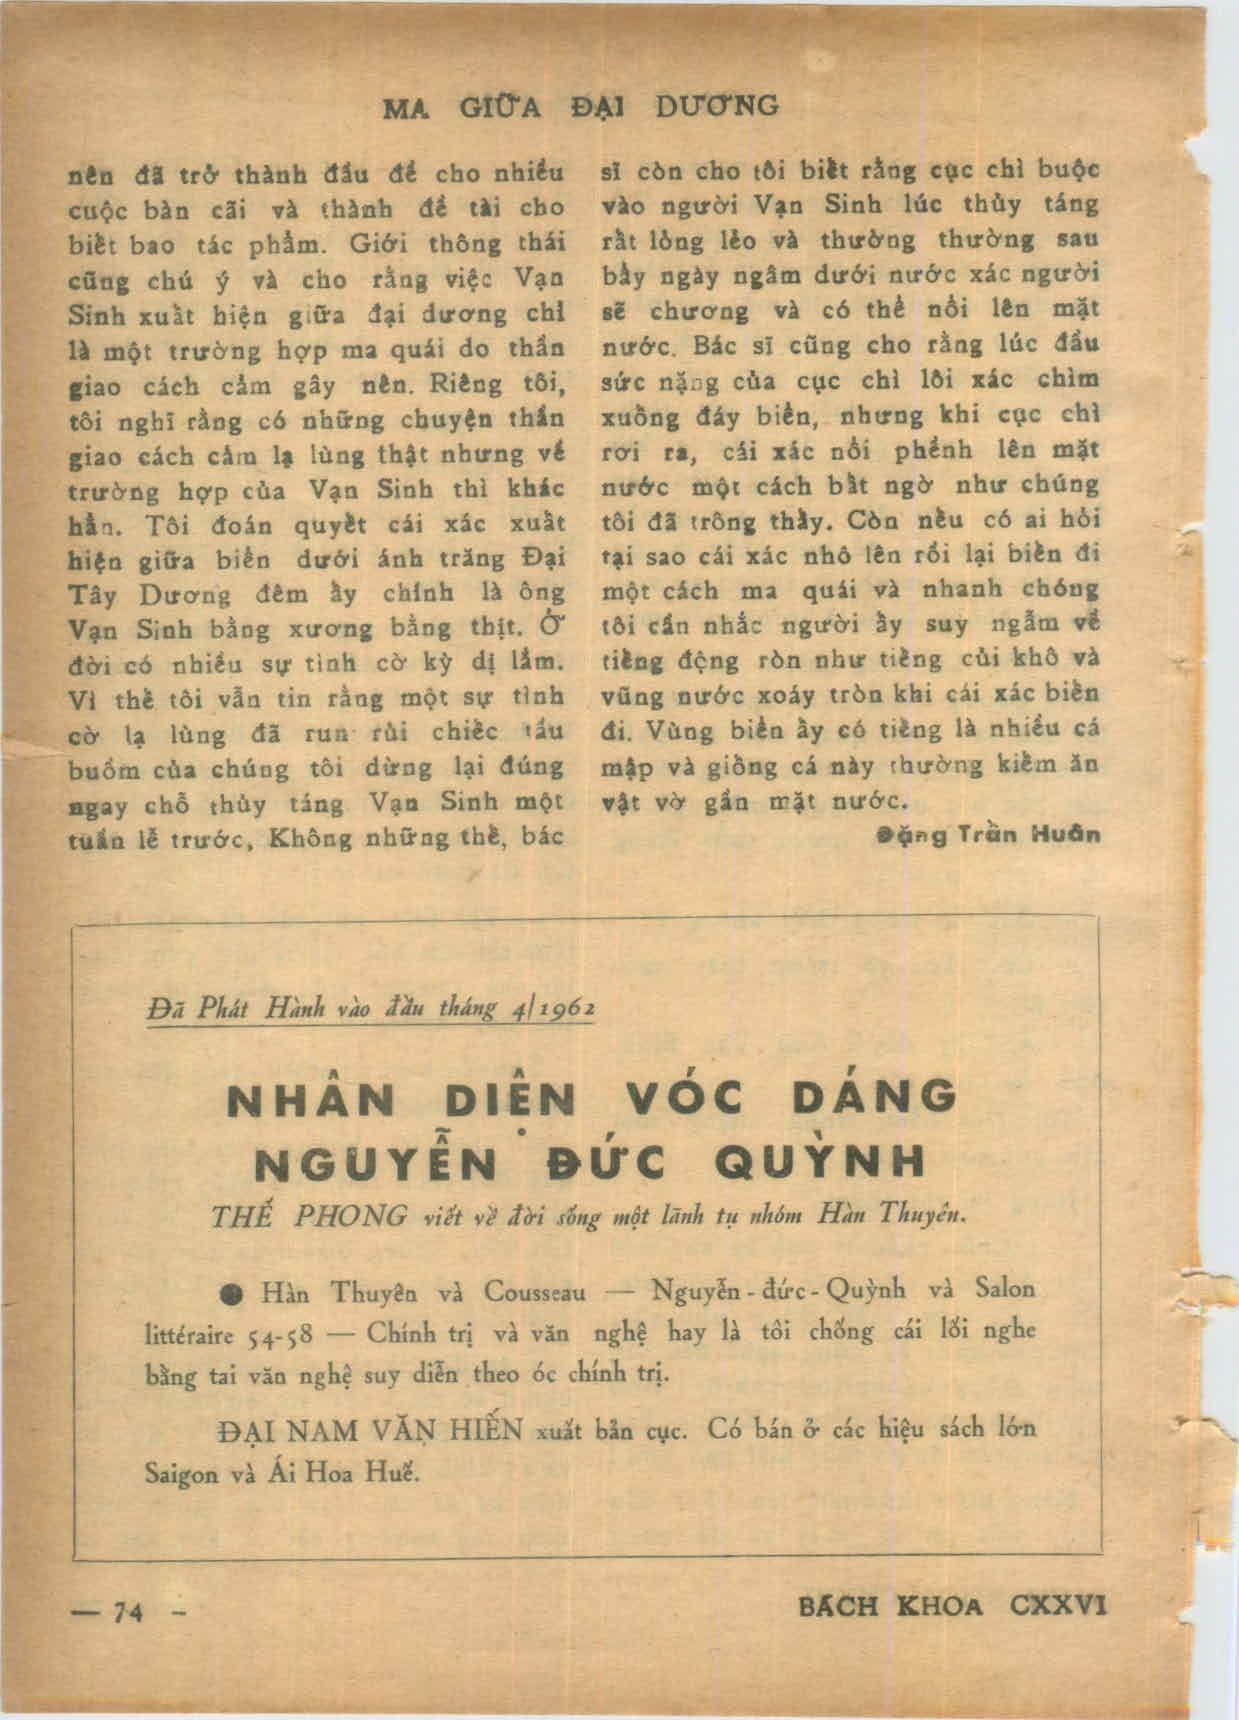 MA GIỮA ĐẠI DƯƠNG
nên đã trở thành đầu đề cho nhiều
cuộc bàn cãi và thành đề tài cho
biết bao tác phẩm. Giới thông thái
cũng chú ý và cho rằng việc Vạn
Sinh xuất hiện giữa đại dương chỉ
là một trường hợp ma quái do thần
giao cách cảm gây nên. Riêng tôi,
tôi nghĩ rằng có những chuyện thần
giao cách cảm lạ lùng thật nhưng về
trường hợp của Vạn Sinh thì khác
hẳn. Tôi đoán quyết cái xác xuất
hiện giữa biển dưới ánh trăng Đại
Tây Dương đêm ấy chính là ông
Vạn Sinh bằng xương bằng thịt. Ở
đời có nhiều sự tình cờ kỳ dị lắm.
Vì thế tôi vẫn tin rằng một sự tình
cờ lạ lùng đã run rủi chiếc tầu
buồm của chúng tôi dừng lại đúng
ngay chỗ thủy táng Vạn Sinh một
tuần lễ trước, Không những thế, bác
sĩ còn cho tôi biết rằng cục chì buộc
vào người Vạn Sinh lúc thủy táng
rất lỏng lẻo và thường thường sau
bẩy ngày ngâm dưới nước xác người
sẽ chương và có thể nổi lên mặt
nước. Bác sĩ cũng cho rằng lúc đầu
sức nặng của cục chì lôi xác chìm
xuống đáy biển, nhưng khi cục chì
rơi ra, cái xác nổi phềnh lên mặt
nước một cách bất ngờ như chúng
tôi đã trông thấy. Còn nếu có ai hỏi
tại sao cái xác nhô lên rồi lại biến đi
một cách ma quái và nhanh chóng
tôi cần nhắc người ấy suy ngẫm về
tiếng động ròn như tiếng củi khô và
vũng nước xoáy tròn khi cái xác biến
đi. Vùng biển ấy có tiếng là nhiều cá
mập và giống cá này thường kiếm ăn
vật vờ gần mặt nước.
Đặng Trần Huân
Đã Phát Hành vào đầu tháng 4/1962
NHÂN DIỆN VÓC DÁNG
NGUYỄN ĐỨC QUỲNH
THẾ PHONG viết về đời sống một lãnh tụ nhóm Hàn Thuyên.
● Hàn Thuyên và Cousseau — Nguyễn-đức-Quỳnh và Salon
littéraire 54-58 — Chính trị và văn nghệ hay là tôi chống cái lối nghe
bằng tai văn nghệ suy diễn theo óc chính trị.
ĐẠI NAM VĂN HIẾN xuất bản cục. Có bán ở các hiệu sách lớn
Saigon và Ái Hoa Huế.
— 74 -
BÁCH KHOA CXXVI